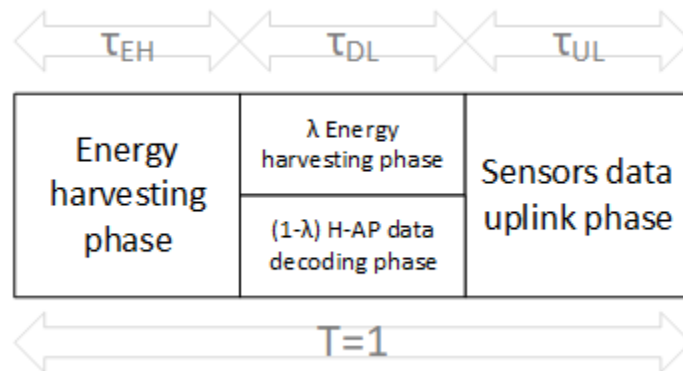 τEH τDL τUL
Energy
harvesting
phase
λ Energy
harvesting phase
(1-λ) H-AP data
decoding phase
Sensors data
uplink phase
T=1